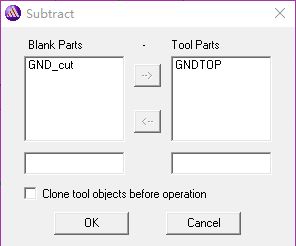 Subtract
Blank Parts - Tool Parts
GND_cut
-->
GNDTOP
<--
Clone tool objects before operation
OK
Cancel